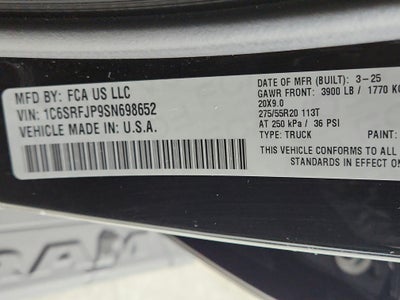 MFD BY: FCA US LLC
VIN: 1C6SRFJP9SN698652
VEHICLE MADE IN U.S.A.
DATE OF MFR (BUILT): 3-25
GAWR FRONT: 3900 LB / 1770 K
20X9.0
275/55R20 113T
AT 250 kPa / 36 PSI
TYPE: TRUCK
PAINT:
THIS VEHICLE CONFORMS TO ALL
STANDARDS IN EFFECT ON